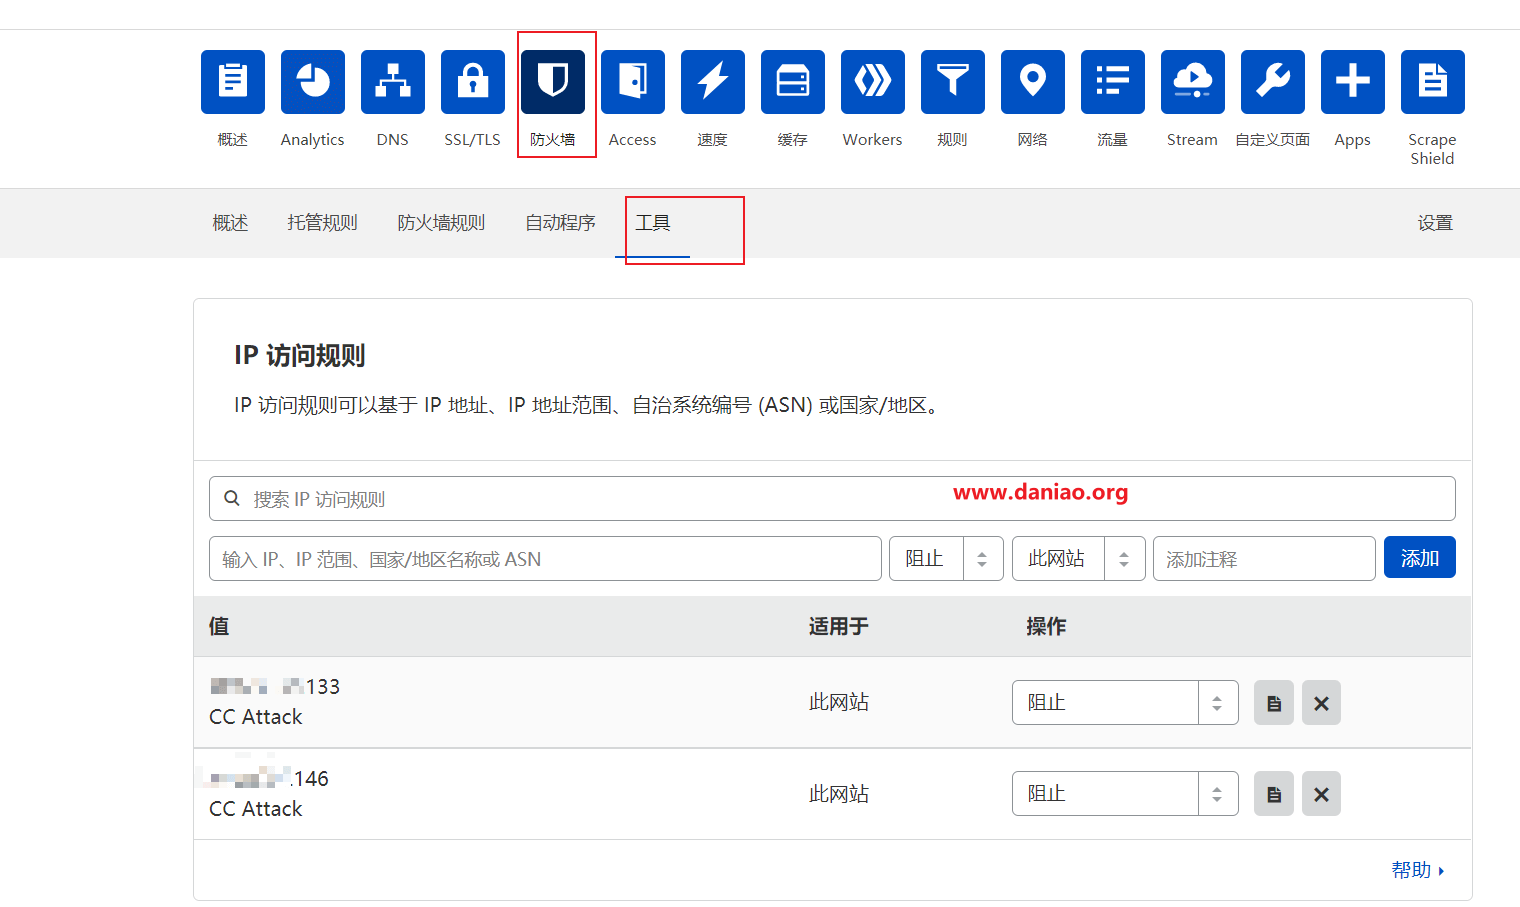 概述
Analytics
DNS
SSL/TLS
防火墙
Access
速度
缓存
Workers
规则
网络
流量
Stream
自定义页面
Apps
Scrape
Shield
概述
托管规则
防火墙规则
自动程序
工具
设置
IP 访问规则
IP 访问规则可以基于 IP 地址、IP 地址范围、自治系统编号 (ASN) 或国家/地区。
搜索 IP 访问规则
www.daniao.org
输入 IP、IP 范围、国家/地区名称或 ASN
阻止
此网站
添加注释
添加
值
适用于
操作
133
CC Attack
此网站
阻止
.146
CC Attack
此网站
阻止
帮助